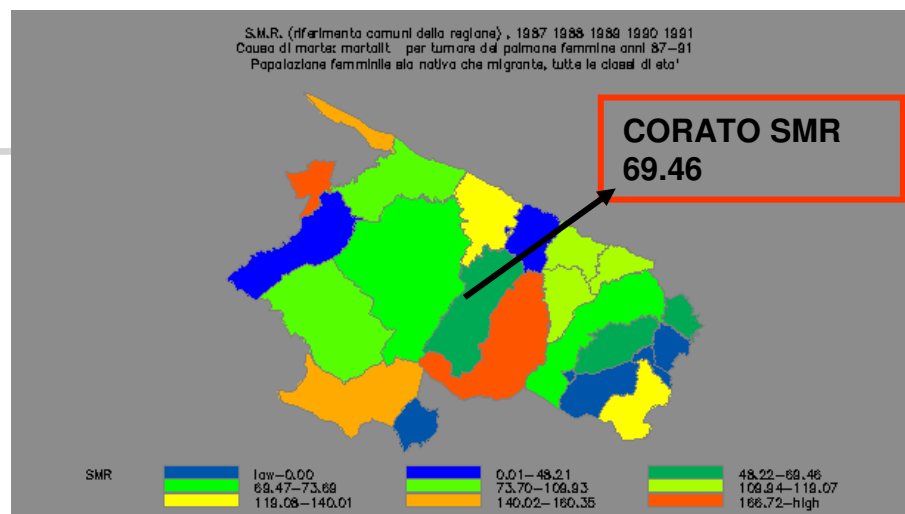 S.M.R. (riferimento comuni della regione) , 1987 1988 1989 1990 1991
Causa di morte: mortalit per tumore del polmone femmine anni 87-91
Popolazione femminile sia nativa che migrante, tutte le classi di eta'
CORATO SMR
69.46
SMR
low-0.00
0.01-48.21
48.22-69.46
69.47-73.69
73.70-109.93
109.94-119.07
119.08-140.01
140.02-160.35
166.72-high